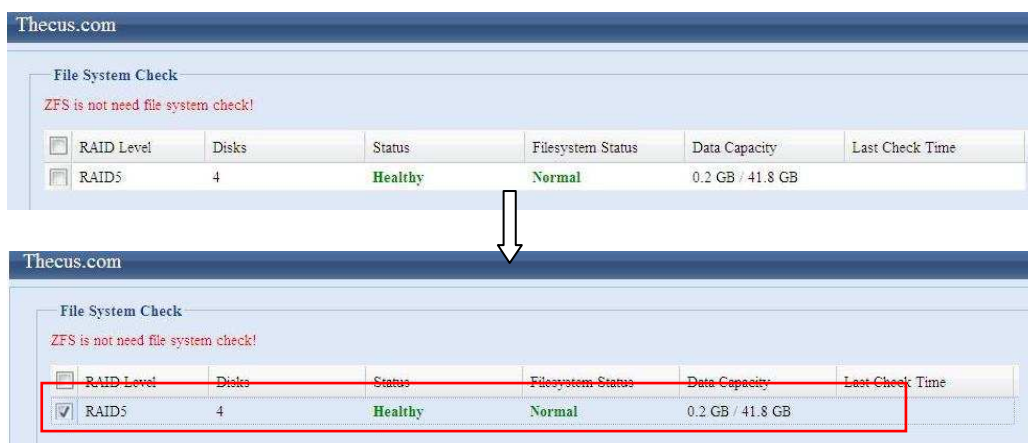 Thecus.com
File System Check
ZFS is not need file system check!
RAID Level Disks Status Filesystem Status Data Capacity Last Check Time
RAID5 4 Healthy Normal 0.2 GB / 41.8 GB
Thecus.com
File System Check
ZFS is not need file system check!
RAID Level Disks Status Filesystem Status Data Capacity Last Check Time
RAID5 4 Healthy Normal 0.2 GB / 41.8 GB